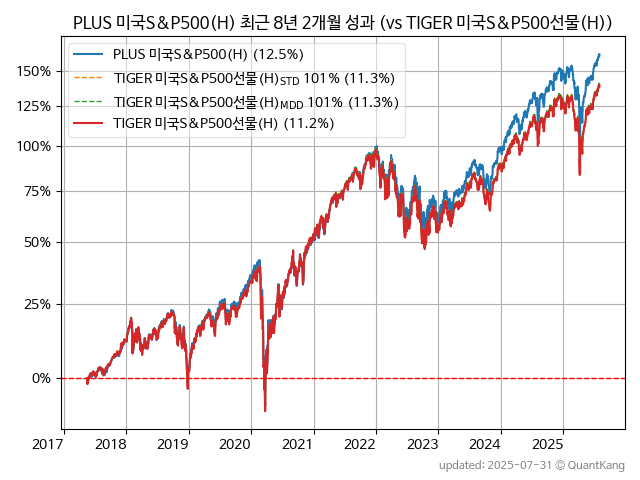 PLUS 미국S&P500(H) 최근 8년 2개월 성과 (vs TIGER 미국S&P500선물(H))
PLUS 미국S&P500(H) (12.5%)
TIGER 미국S&P500선물(H)STD 101% (11.3%)
TIGER 미국S&P500선물(H)MDD 101% (11.3%)
TIGER 미국S&P500선물(H) (11.2%)
150%
125%
100%
75%
50%
25%
0%
2017 2018 2019 2020 2021 2022 2023 2024 2025
updated: 2025-07-31 © QuantKang